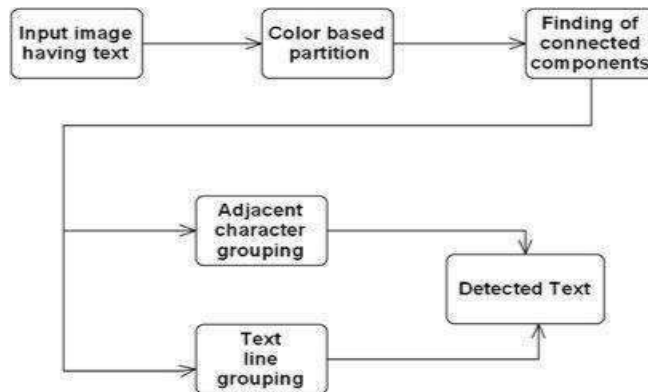 Input image
having text
Color based
partition
Finding of
connected
components
Adjacent
character
grouping
Detected Text
Text
line
grouping